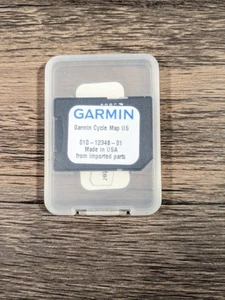 GARMIN
Garmin Cycle Map US
010-12348-01
Made in USA
from imported parts